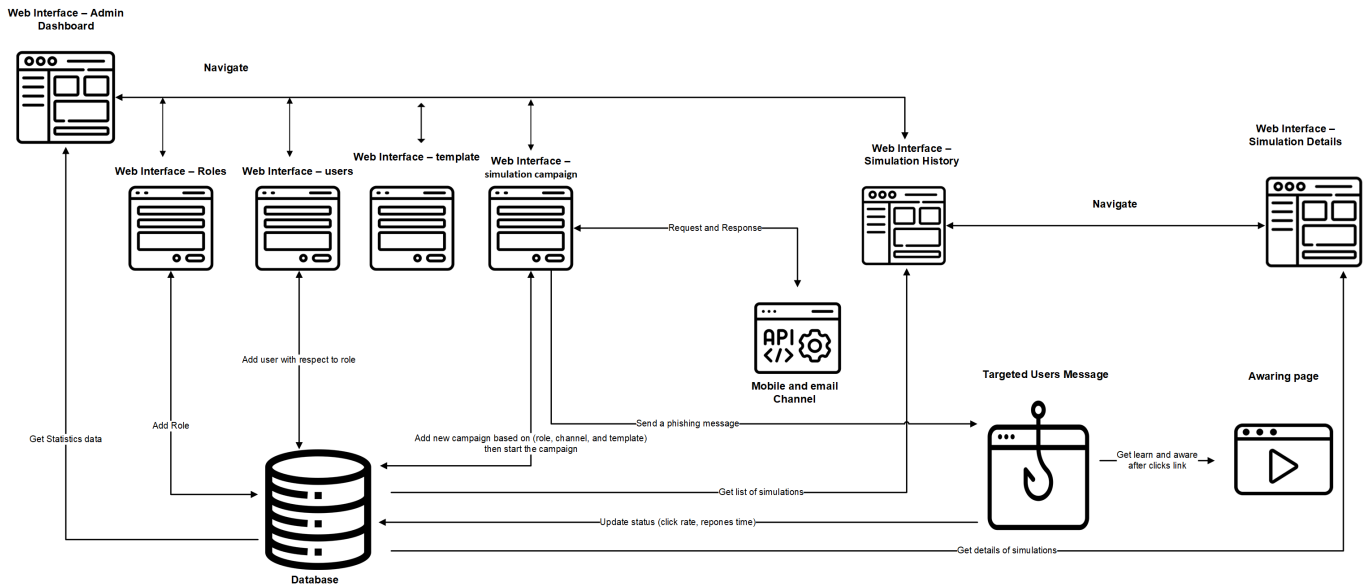 Web Interface – Admin
Dashboard
Navigate
Web Interface –
Simulation Details
Web Interface –
Simulation History
Web Interface – template
Web Interface –
simulation campaign
Web Interface – Roles
Web Interface – users
Navigate
Request and Response
API
</>
Mobile and email
Channel
Add user with respect to role
Targeted Users Message
Awaring page
Add Role
Send a phishing message
Get Statistics data
Add new campaign based on (role, channel, and template)
then start the campaign
Get learn and aware
after clicks link
Get list of simulations
Update status (click rate, repones time)
Get details of simulations
Database